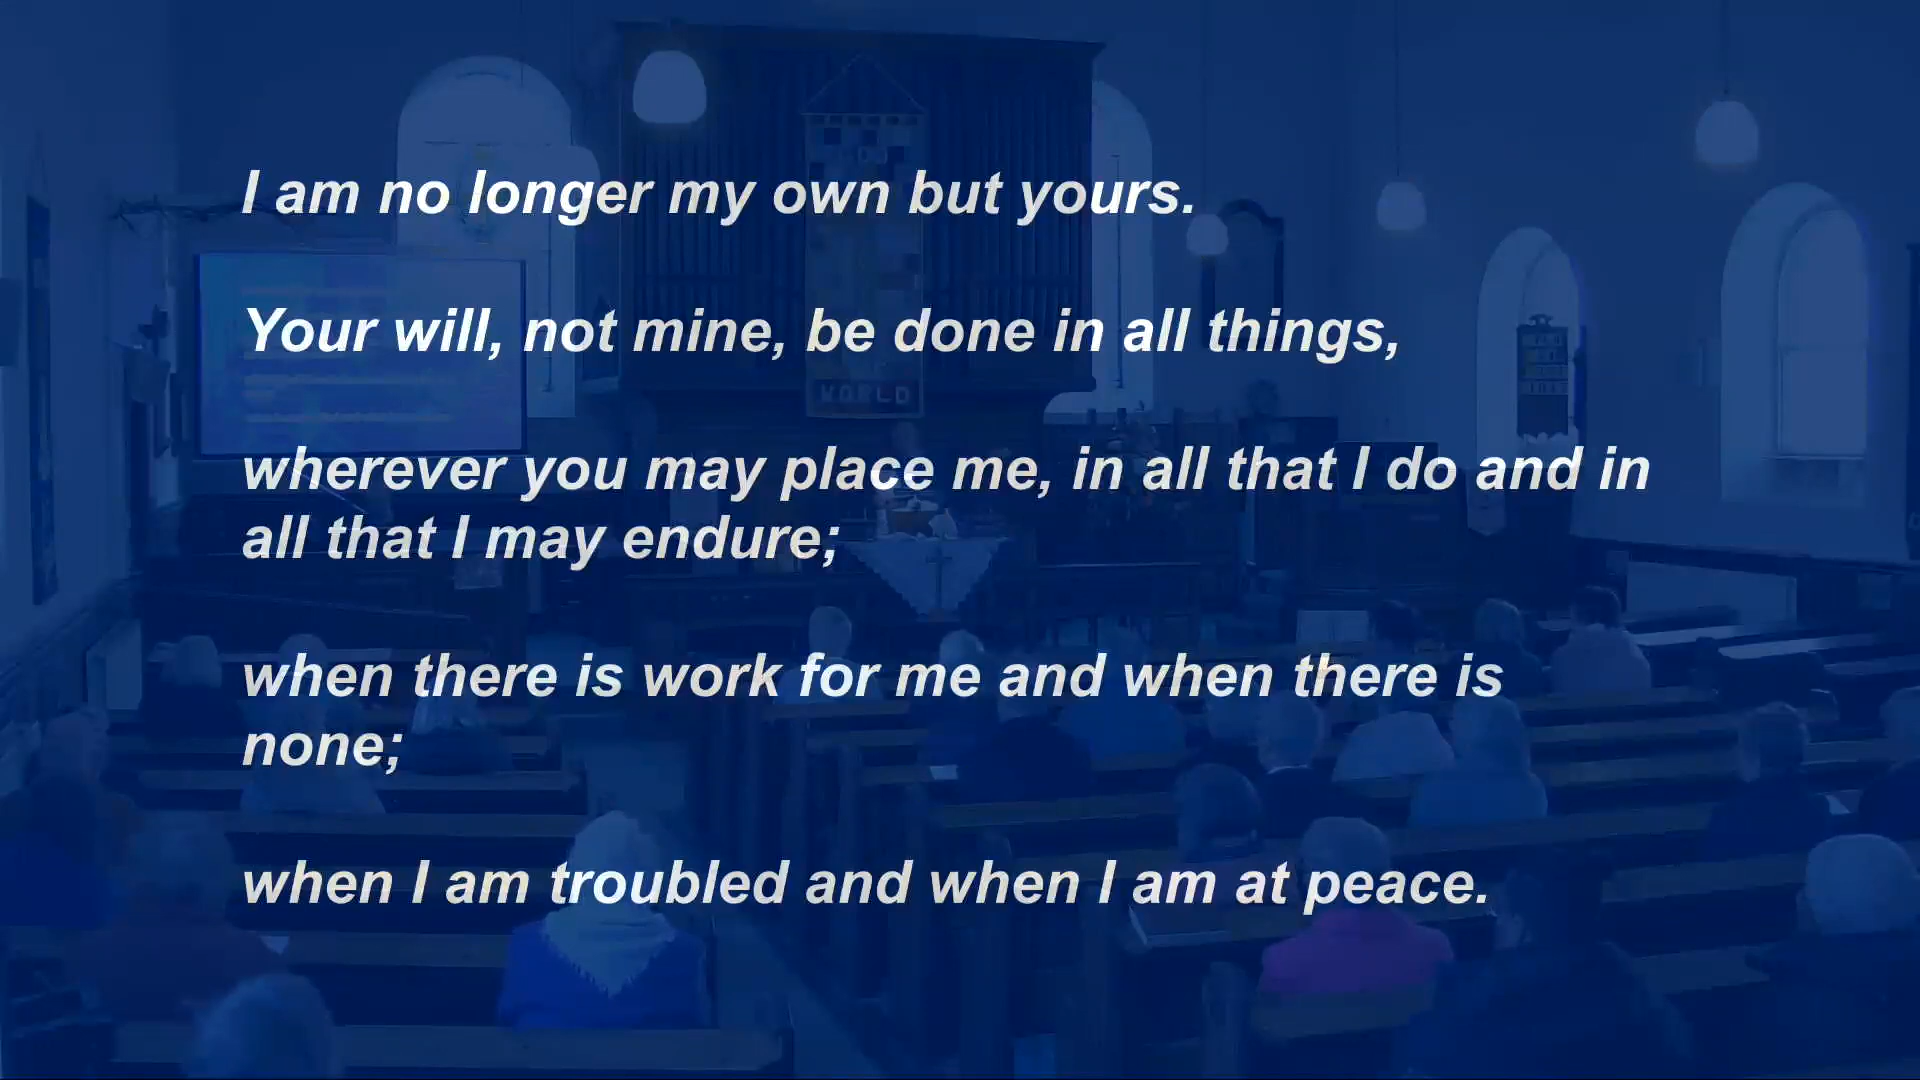 I am no longer my own but yours.
Your will, not mine, be done in all things,
wherever you may place me, in all that I do and in
all that I may endure;
when there is work for me and when there is
none;
when I am troubled and when I am at peace.
WORLD